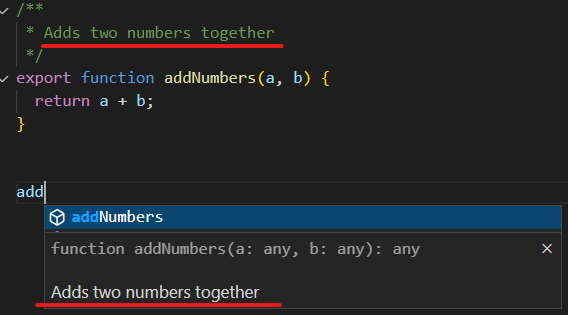 /**
* Adds two numbers together
*/
export function addNumbers(a, b) {
return a + b;
}
add
addNumbers
function addNumbers(a: any, b: any): any
Adds two numbers together